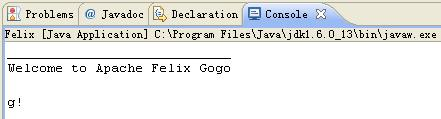 Problems @ Javadoc Declaration Console
Felix [Java Application] C:\Program Files\Java\jdk1.6.0_13\bin\javaw.exe
Welcome to Apache Felix Gogo
g!